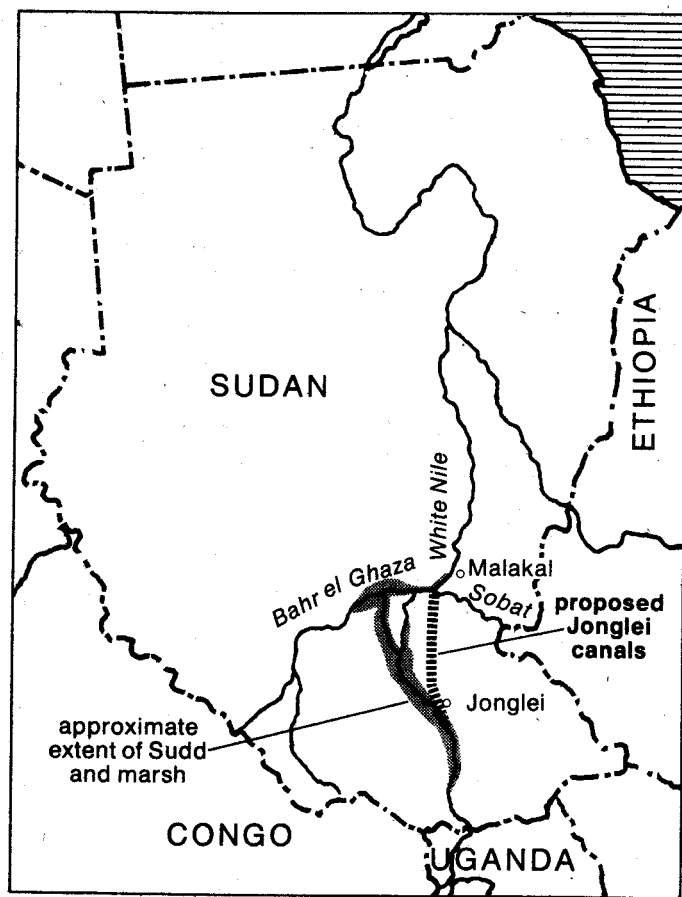 SUDAN
ETHIOPIA
White Nile
Bahr el Ghaza
Malakal
Sobat
proposed
Jonglei
canals
Jonglei
approximate
extent of Sudd
and marsh
CONGO
UGANDA